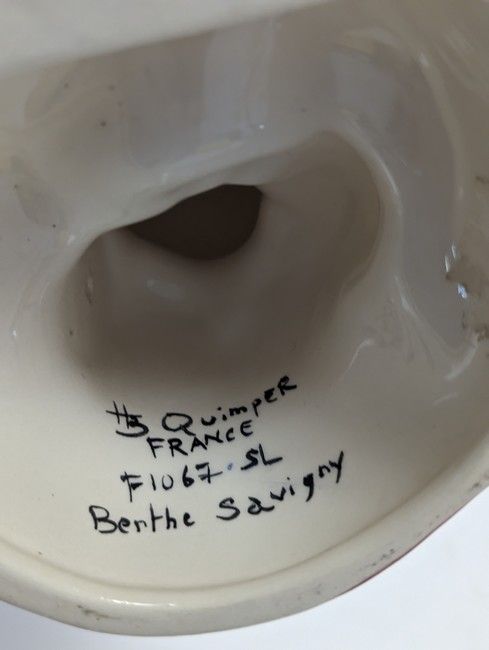 HB QuimpER
FRANCE
F1067.SL
Berthe Savigny